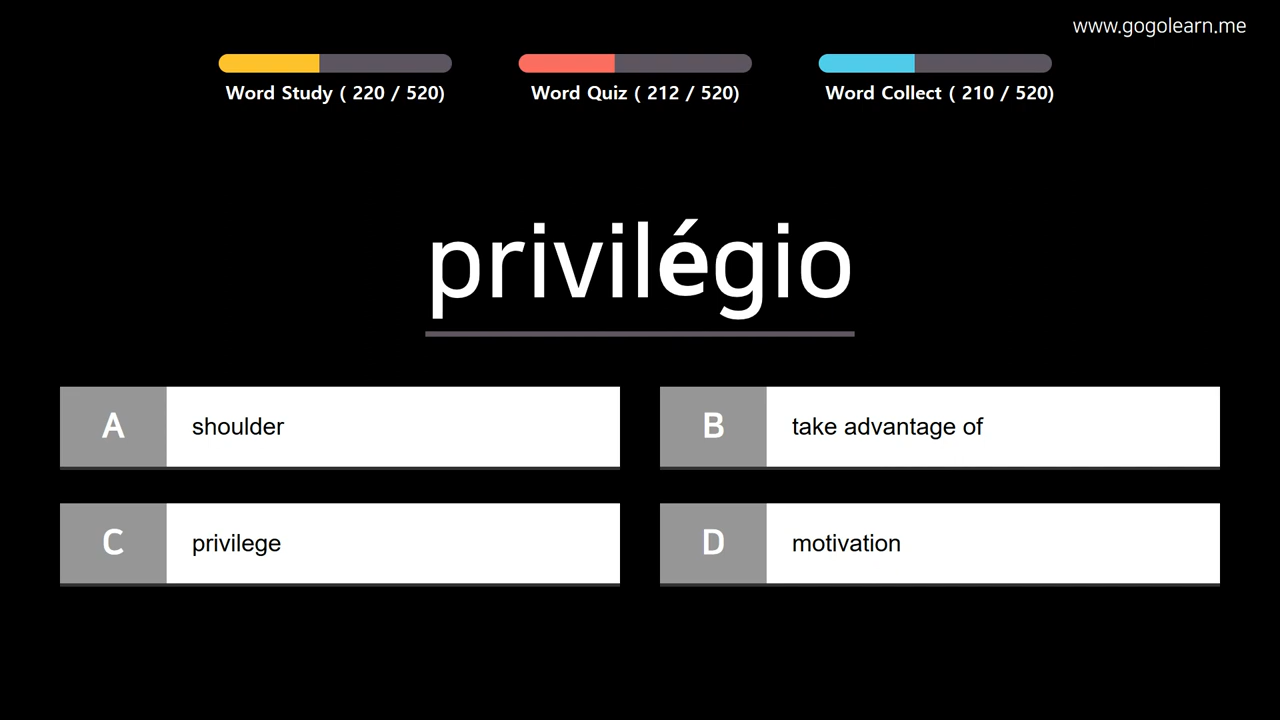 www.gogolearn.me
Word Study ( 220 / 520)
Word Quiz ( 212 / 520)
Word Collect ( 210 / 520)
privilégio
A shoulder
B take advantage of
C privilege
D motivation